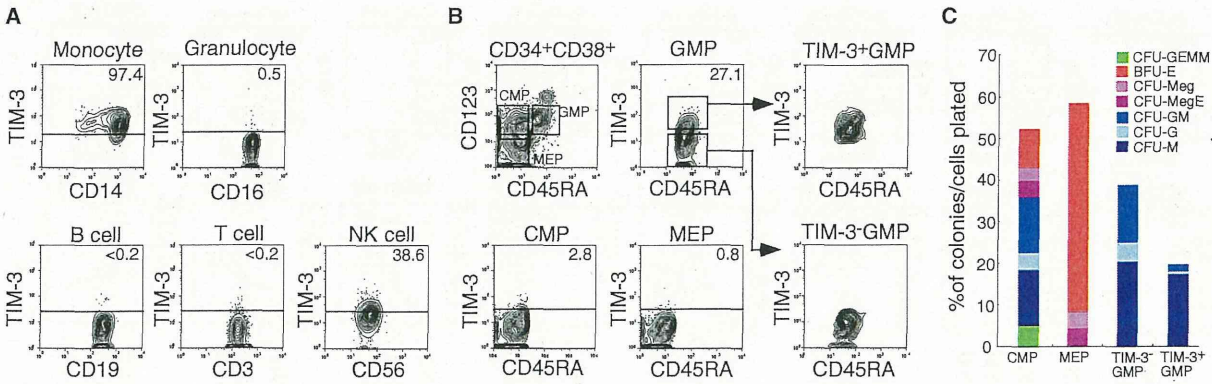 A
Monocyte
97.4
TIM-3
CD14
Granulocyte
0.5
TIM-3
CD16
B cell
<0.2
TIM-3
CD19
T cell
<0.2
TIM-3
CD3
NK cell
38.6
TIM-3
CD56
B
CD34+CD38+
CMP
GMP
MEP
CD123
CD45RA
GMP
27.1
TIM-3
CD45RA
TIM-3+GMP
TIM-3
CD45RA
CMP
2.8
TIM-3
CD45RA
MEP
0.8
TIM-3
CD45RA
TIM-3-GMP
TIM-3
CD45RA
C
%of colonies/cells plated
70
60
50
40
30
20
10
0
CFU-GEMM
BFU-E
CFU-Meg
CFU-MegE
CFU-GM
CFU-G
CFU-M
CMP
MEP
TIM-3-
GMP
TIM-3+
GMP